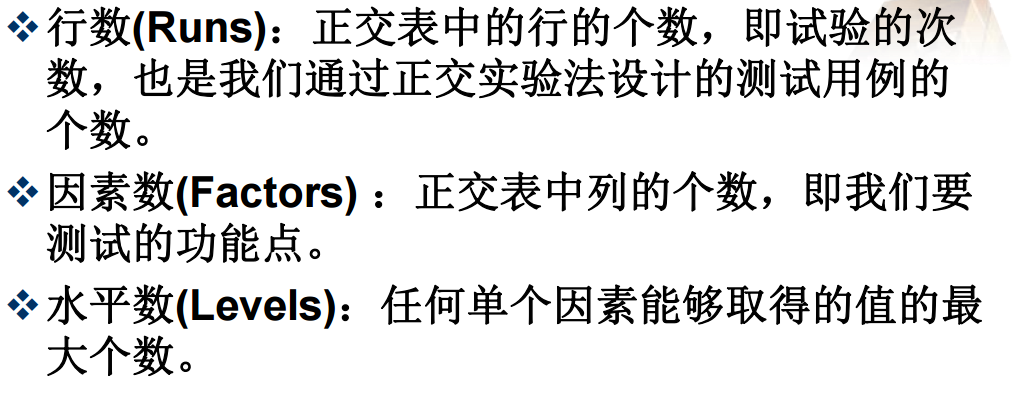 ❖行数(Runs)：正交表中的行的个数，即试验的次
数，也是我们通过正交实验法设计的测试用例的
个数。
❖因素数(Factors) ：正交表中列的个数，即我们要
测试的功能点。
❖水平数(Levels)：任何单个因素能够取得的值的最
大个数。